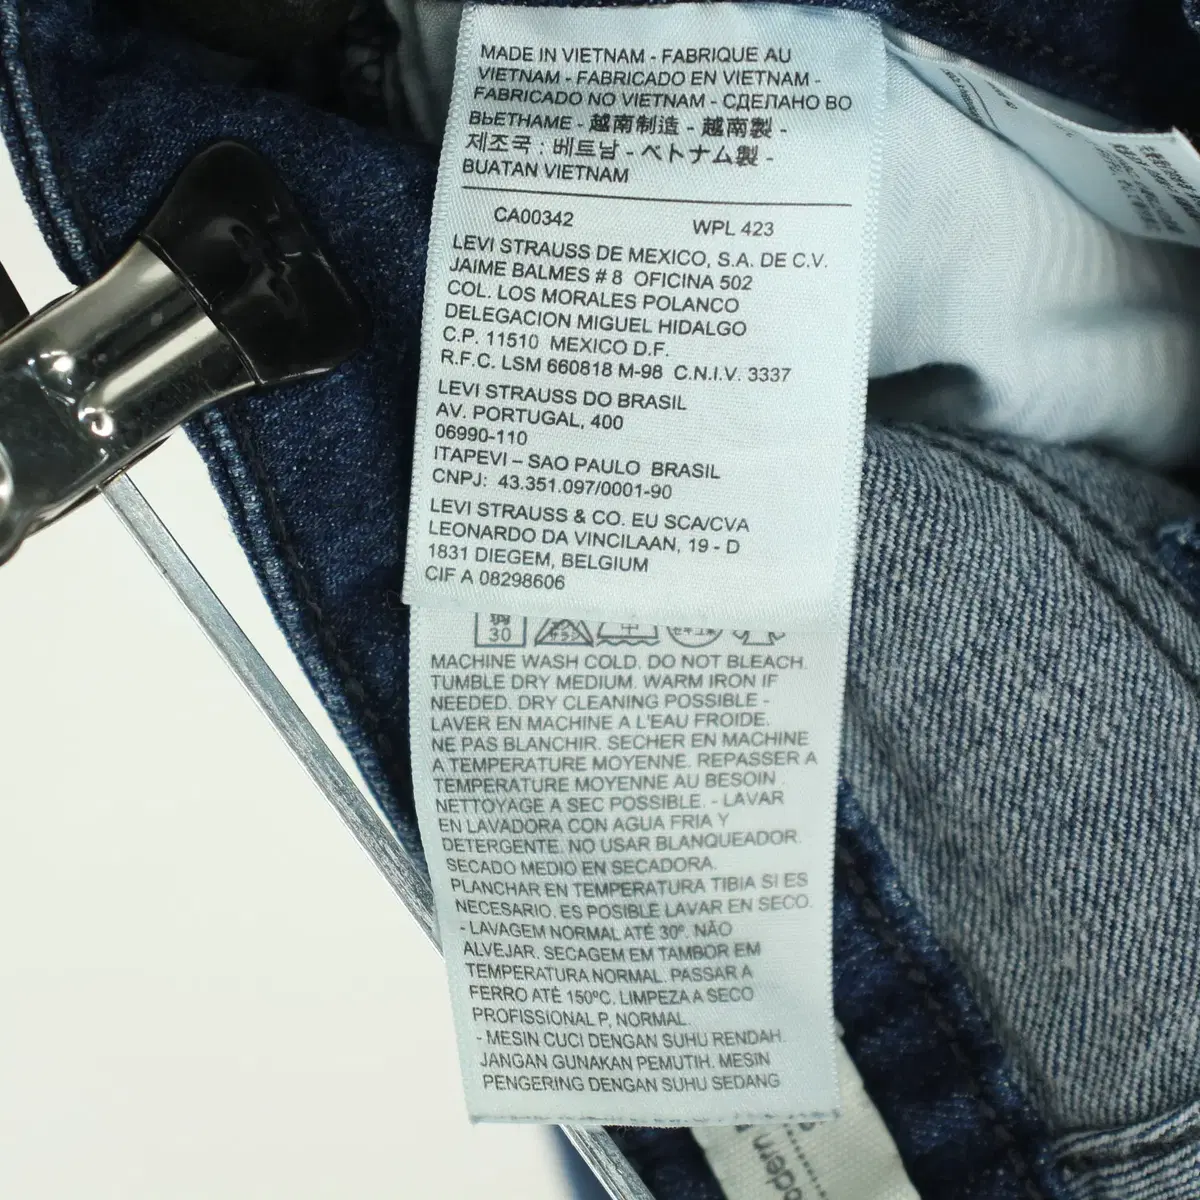 MADE IN VIETNAM - FABRIQUE AU
VIETNAM - FABRICADO EN VIETNAM -
FABRICADO NO VIETNAM - СДЕЛАНО ВО
ВЬЕТНАМЕ - 越南制造 - 越南製 -
제조국 : 베트남 - ベトナム製 -
BUATAN VIETNAM
CA00342 WPL 423
LEVI STRAUSS DE MEXICO, S.A. DE C.V.
JAIME BALMES # 8 OFICINA 502
COL. LOS MORALES POLANCO
DELEGACION MIGUEL HIDALGO
C.P. 11510 MEXICO D.F.
R.F.C. LSM 660818 M-98 C.N.I.V. 3337
LEVI STRAUSS DO BRASIL
AV. PORTUGAL, 400
06990-110
ITAPEVI – SAO PAULO BRASIL
CNPJ: 43.351.097/0001-90
LEVI STRAUSS & CO. EU SCA/CVA
LEONARDO DA VINCILAAN, 19 - D
1831 DIEGEM, BELGIUM
CIF A 08298606
30
MACHINE WASH COLD. DO NOT BLEACH.
TUMBLE DRY MEDIUM. WARM IRON IF
NEEDED. DRY CLEANING POSSIBLE -
LAVER EN MACHINE A L'EAU FROIDE.
NE PAS BLANCHIR. SECHER EN MACHINE
A TEMPERATURE MOYENNE. REPASSER A
TEMPERATURE MOYENNE AU BESOIN.
NETTOYAGE A SEC POSSIBLE. - LAVAR
EN LAVADORA CON AGUA FRIA Y
DETERGENTE. NO USAR BLANQUEADOR.
SECADO MEDIO EN SECADORA.
PLANCHAR EN TEMPERATURA TIBIA SI ES
NECESARIO. ES POSIBLE LAVAR EN SECO.
- LAVAGEM NORMAL ATÉ 30º. NÃO
ALVEJAR. SECAGEM EM TAMBOR EM
TEMPERATURA NORMAL. PASSAR A
FERRO ATÉ 150ºC. LIMPEZA A SECO
PROFISSIONAL P, NORMAL.
- MESIN CUCI DENGAN SUHU RENDAH.
JANGAN GUNAKAN PEMUTIH. MESIN
PENGERING DENGAN SUHU SEDANG